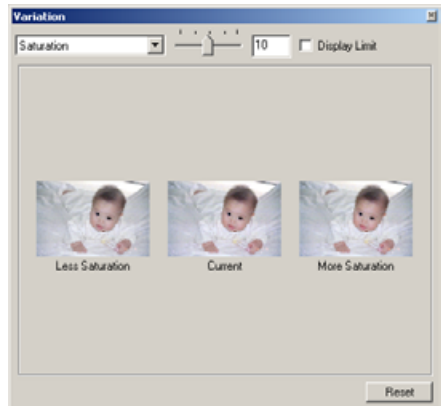 Variation
Saturation 10 Display Limit
Less Saturation Current More Saturation
Reset